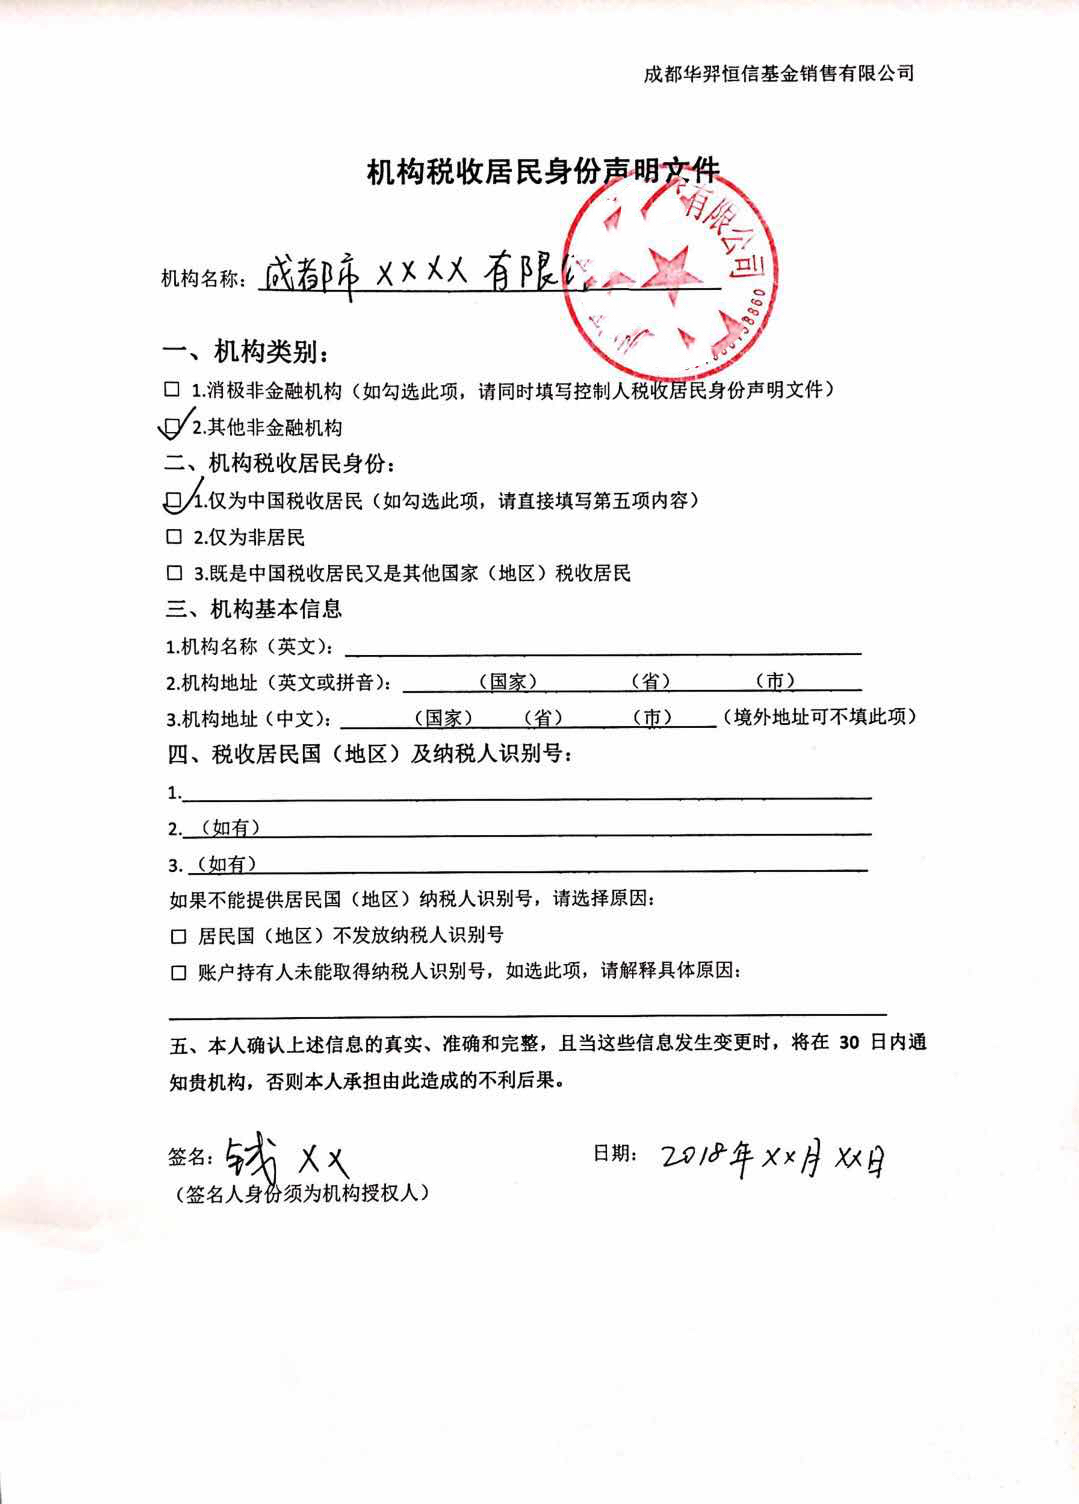 成都华羿恒信基金销售有限公司
机构税收居民身份声明文件
有限公司
机构名称：成都市XXXX有限
一、机构类别：
□ 1.消极非金融机构（如勾选此项，请同时填写控制人税收居民身份声明文件）
☑ 2.其他非金融机构
二、机构税收居民身份：
☑ 1.仅为中国税收居民（如勾选此项，请直接填写第五项内容）
□ 2.仅为非居民
□ 3.既是中国税收居民又是其他国家（地区）税收居民
三、机构基本信息
1.机构名称（英文）：
2.机构地址（英文或拼音）： （国家） （省） （市）
3.机构地址（中文）： （国家） （省） （市） （境外地址可不填此项）
四、税收居民国（地区）及纳税人识别号：
1.
2. （如有）
3. （如有）
如果不能提供居民国（地区）纳税人识别号，请选择原因：
□ 居民国（地区）不发放纳税人识别号
□ 账户持有人未能取得纳税人识别号，如选此项，请解释具体原因：
五、本人确认上述信息的真实、准确和完整，且当这些信息发生变更时，将在 30 日内通
知贵机构，否则本人承担由此造成的不利后果。
签名：钱XX 日期：2018年XX月XX日
（签名人身份须为机构授权人）